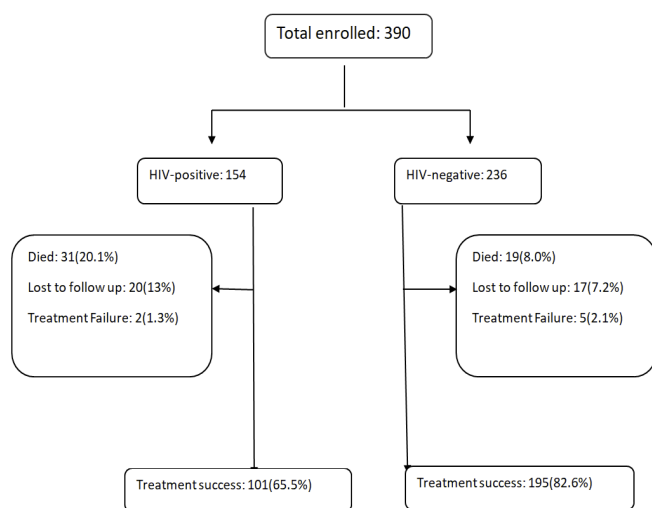 Total enrolled: 390
HIV-positive: 154
HIV-negative: 236
Died: 31(20.1%)
Lost to follow up: 20(13%)
Treatment Failure: 2(1.3%)
Died: 19(8.0%)
Lost to follow up: 17(7.2%)
Treatment Failure: 5(2.1%)
Treatment success: 101(65.5%)
Treatment success: 195(82.6%)